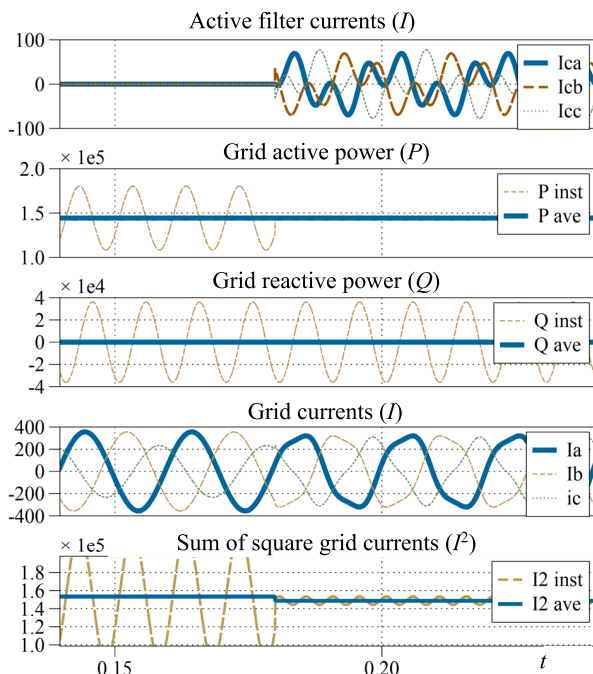 Active filter currents (I)
100
0
-100
Ica
Icb
Icc
× 1e5
Grid active power (P)
2.0
1.5
1.0
P inst
P ave
× 1e4
Grid reactive power (Q)
4
2
0
-2
-4
Q inst
Q ave
Grid currents (I)
400
200
0
-200
-400
Ia
Ib
ic
× 1e5
Sum of square grid currents (I²)
1.8
1.6
1.4
1.2
1.0
I2 inst
I2 ave
0.15
0.20
t